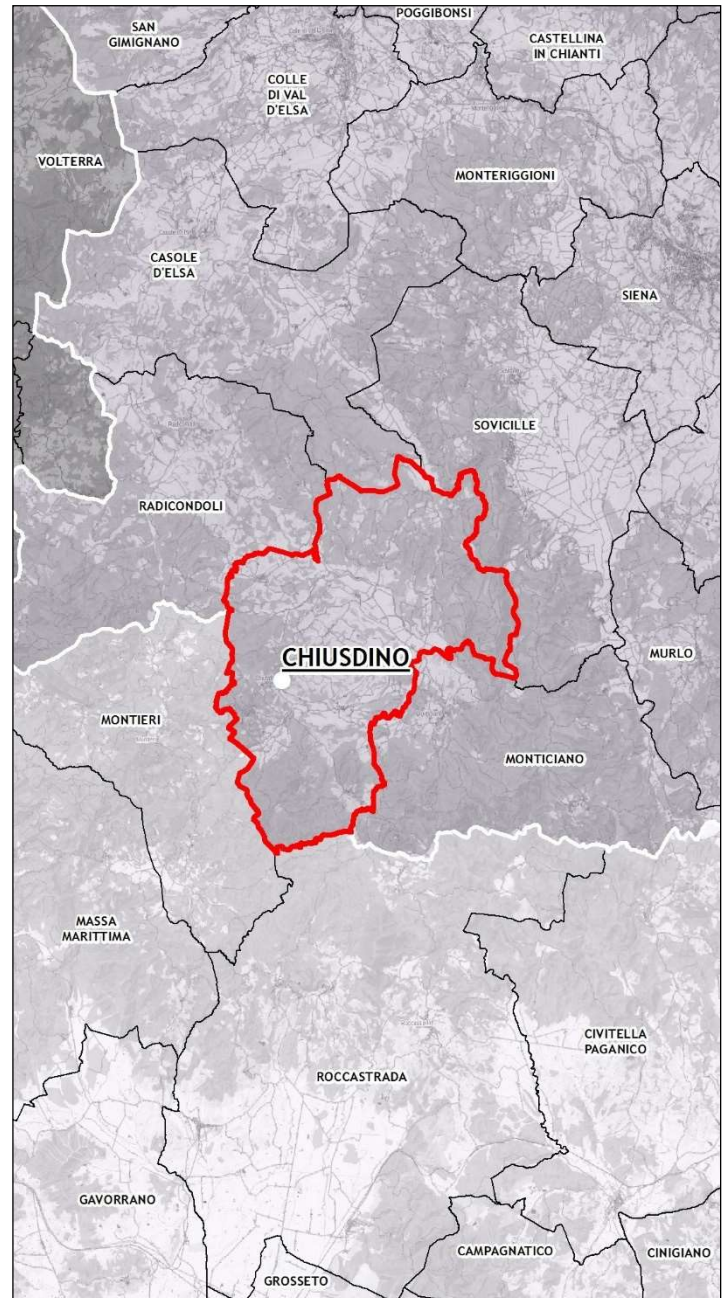 POGGIBONSI
SAN
GIMIGNANO
CASTELLINA
IN CHIANTI
COLLE
DI VAL
D'ELSA
VOLTERRA
MONTERIGGIONI
CASOLE
D'ELSA
SIENA
SOVICILLE
RADICONDOLI
CHIUSDINO
MURLO
MONTIERI
MONTICIANO
MASSA
MARITTIMA
CIVITELLA
PAGANICO
ROCCASTRADA
GAVORRANO
CAMPAGNATICO
CINIGIANO
GROSSETO